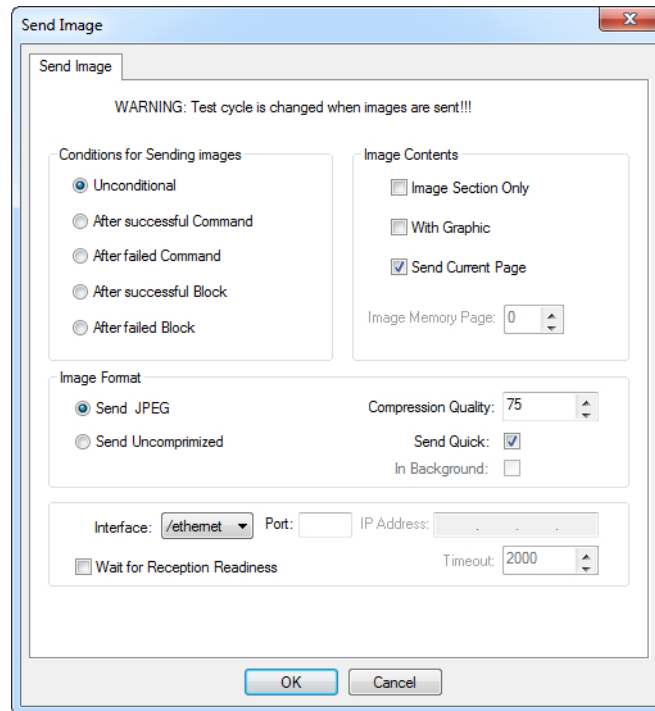 Send Image
Send Image
WARNING: Test cycle is changed when images are sent!!!
Conditions for Sending images
Unconditional
After successful Command
After failed Command
After successful Block
After failed Block
Image Contents
Image Section Only
With Graphic
Send Current Page
Image Memory Page: 0
Image Format
Send JPEG
Send Uncomprimized
Compression Quality: 75
Send Quick:
In Background:
Interface: /ethernet Port: IP Address: . . .
Wait for Reception Readiness
Timeout: 2000
OK Cancel